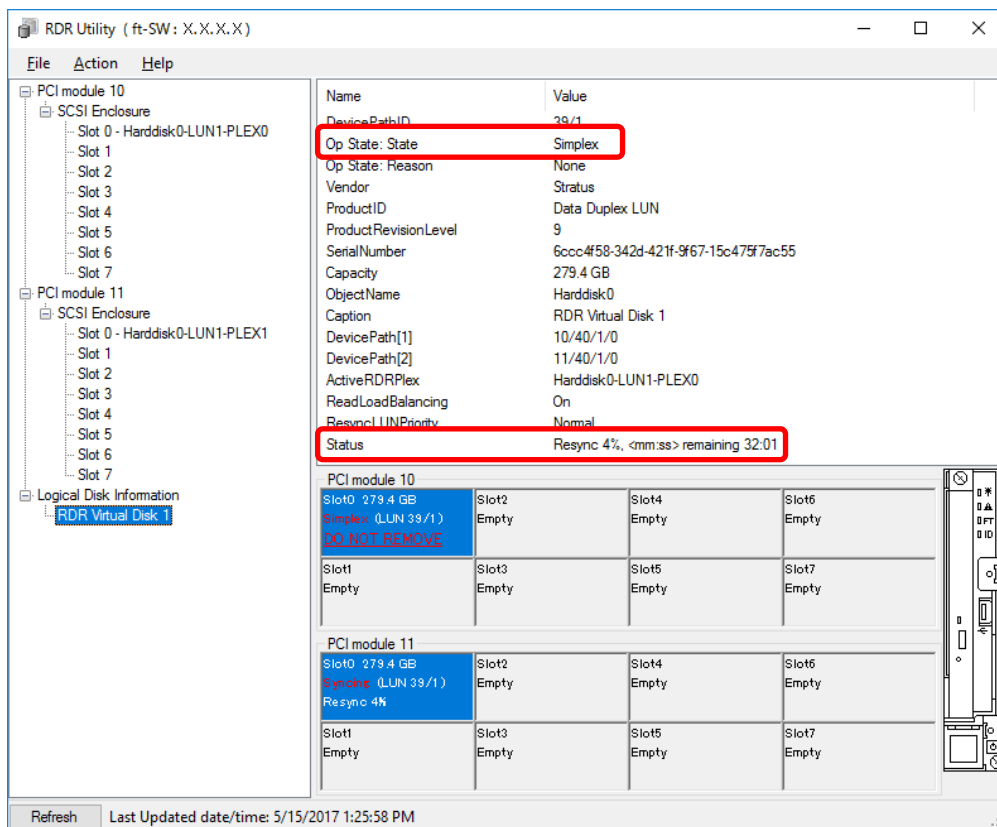 RDR Utility ( ft-SW : X.X.X.X )
File Action Help
PCI module 10
SCSI Enclosure
Slot 0 - Harddisk0-LUN1-PLEX0
Slot 1
Slot 2
Slot 3
Slot 4
Slot 5
Slot 6
Slot 7
PCI module 11
SCSI Enclosure
Slot 0 - Harddisk0-LUN1-PLEX1
Slot 1
Slot 2
Slot 3
Slot 4
Slot 5
Slot 6
Slot 7
Logical Disk Information
RDR Virtual Disk 1
Name Value
DevicePathID 39/1
Op State: State Simplex
Op State: Reason None
Vendor Stratus
ProductID Data Duplex LUN
ProductRevisionLevel 9
SerialNumber 6ccc4f58-342d-421f-9f67-15c475f7ac55
Capacity 279.4 GB
ObjectName Harddisk0
Caption RDR Virtual Disk 1
DevicePath[1] 10/40/1/0
DevicePath[2] 11/40/1/0
ActiveRDRPlex Harddisk0-LUN1-PLEX0
ReadLoadBalancing On
ResyncLUNPriority Normal
Status Resync 4%, <mm:ss> remaining 32:01
PCI module 10
Slot0 279.4 GB
Simplex (LUN 39/1)
DO NOT REMOVE
Slot2
Empty
Slot4
Empty
Slot6
Empty
Slot1
Empty
Slot3
Empty
Slot5
Empty
Slot7
Empty
FT
ID
PCI module 11
Slot0 279.4 GB
Syncing (LUN 39/1)
Resync 4%
Slot2
Empty
Slot4
Empty
Slot6
Empty
Slot1
Empty
Slot3
Empty
Slot5
Empty
Slot7
Empty
Refresh Last Updated date/time: 5/15/2017 1:25:58 PM